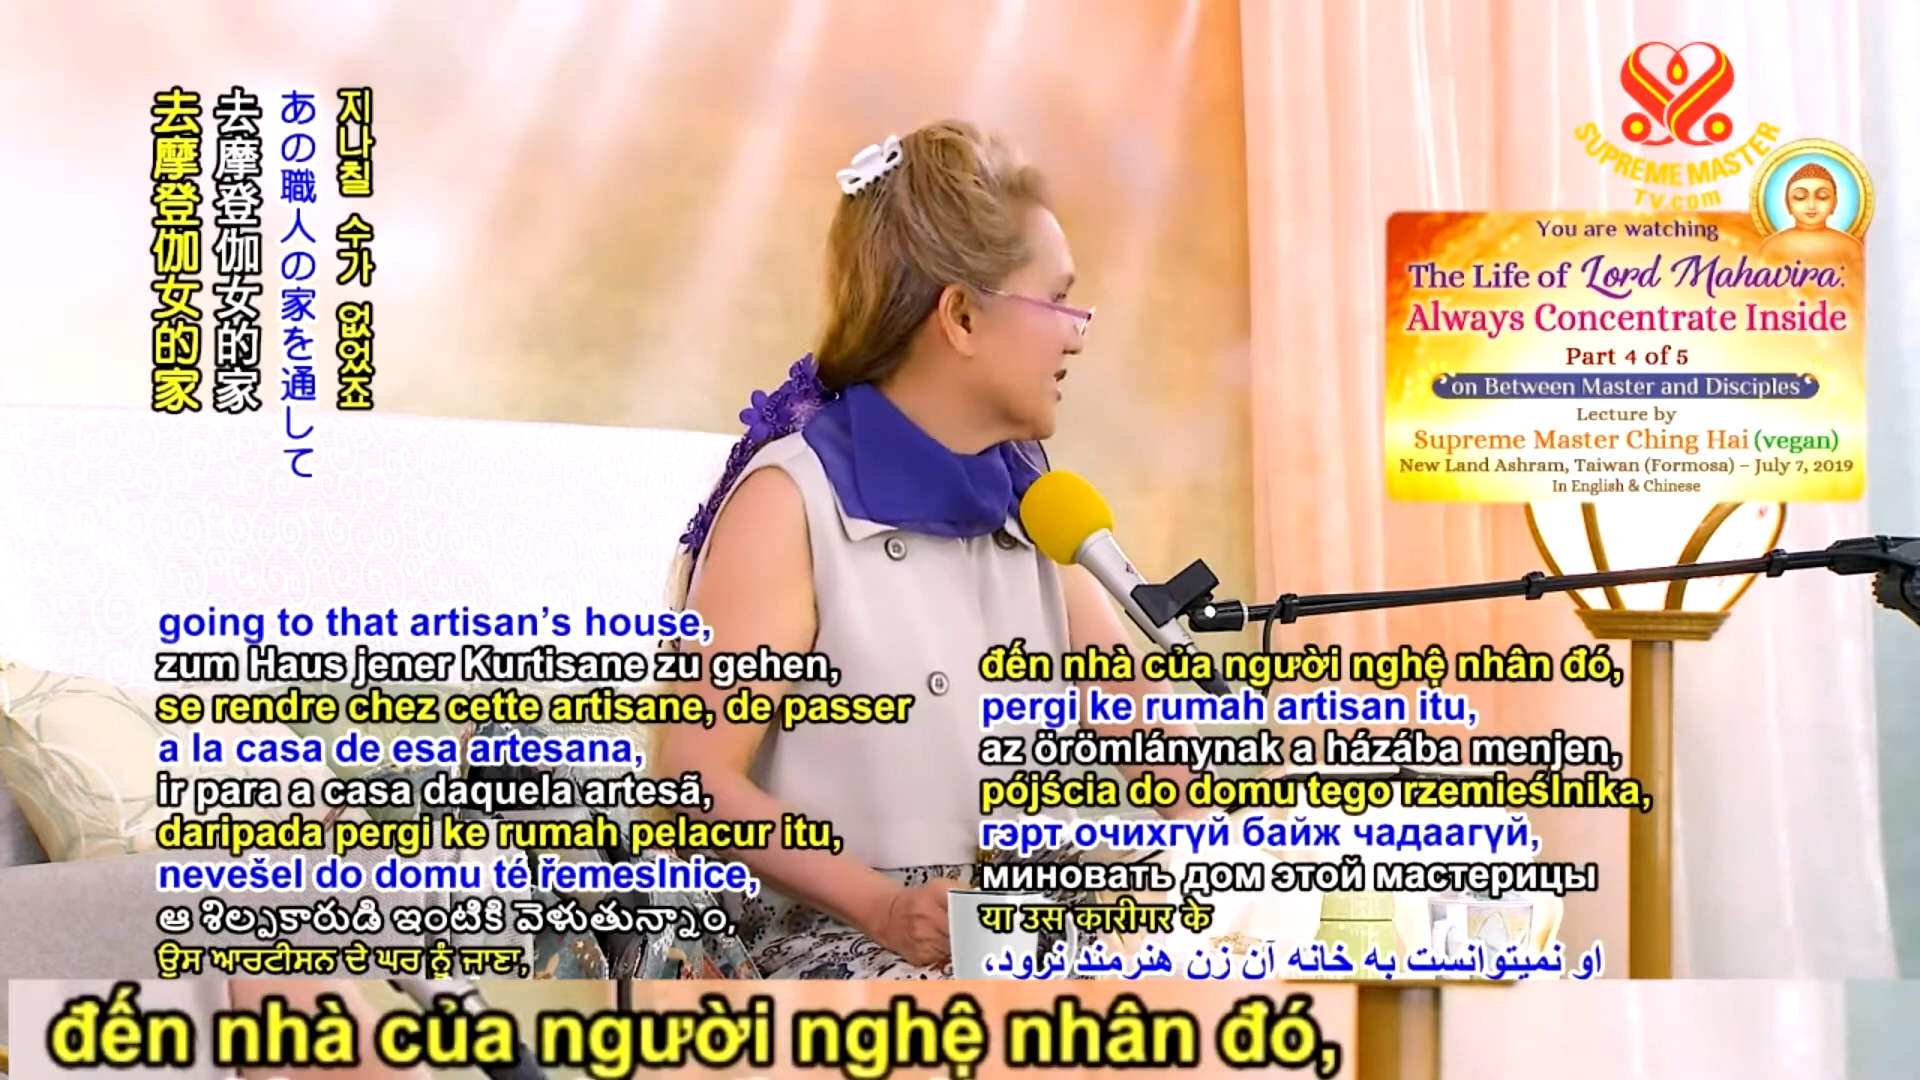 지나칠 수가 없었죠
あの職人の家を通して
去摩登伽女的家
去摩登伽女的家
SUPREME MASTER
TV.com
You are watching
The Life of Lord Mahavira:
Always Concentrate Inside
Part 4 of 5
on Between Master and Disciples
Lecture by
Supreme Master Ching Hai (vegan)
New Land Ashram, Taiwan (Formosa) – July 7, 2019
In English & Chinese
going to that artisan’s house,
zum Haus jener Kurtisane zu gehen,
se rendre chez cette artisane, de passer
a la casa de esa artesana,
ir para a casa daquela artesã,
daripada pergi ke rumah pelacur itu,
nevešel do domu té řemeslnice,
ఆ శిల్పకారుడి ఇంటికి వెళుతున్నాం,
ਉਸ ਆਰਟੀਸਨ ਦੇ ਘਰ ਨੂੰ ਜਾਣਾ,
đến nhà của người nghệ nhân đó,
pergi ke rumah artisan itu,
az örömlánynak a házába menjen,
pójścia do domu tego rzemieślnika,
гэрт очихгүй байж чадаагүй,
миновать дом этой мастерицы
या उस कारीगर के
او نمیتوانست به خانه آن زن هنرمند نرود،
đến nhà của người nghệ nhân đó,